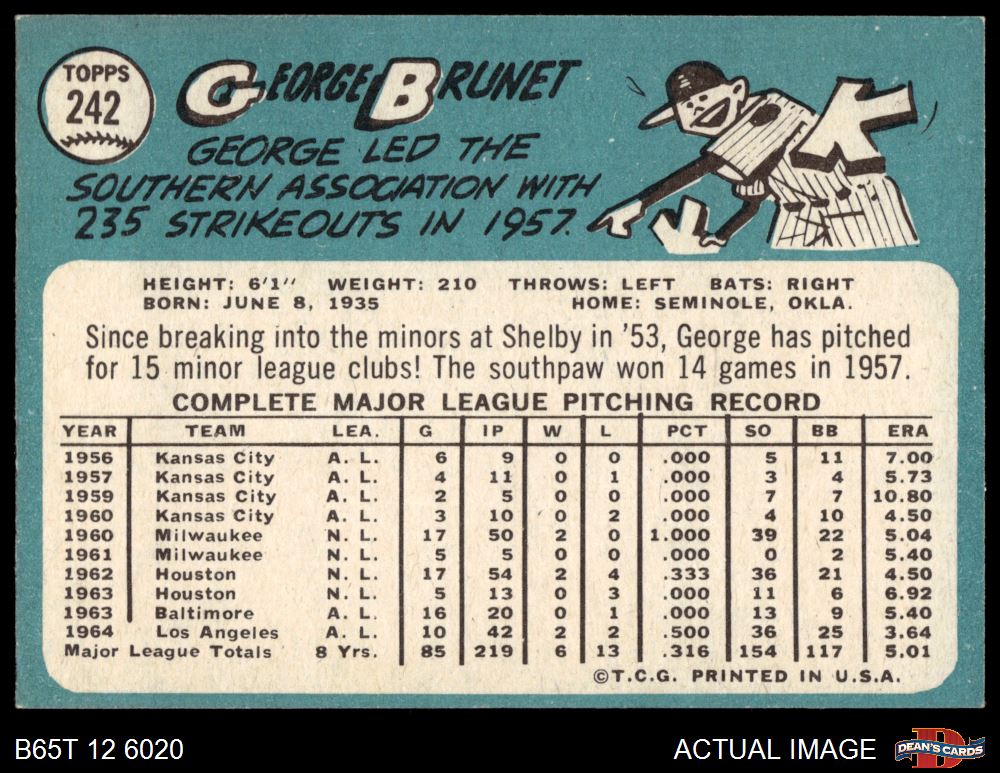 TOPPS
242
GEORGE BRUNET
GEORGE LED THE
SOUTHERN ASSOCIATION WITH
235 STRIKEOUTS IN 1957.
K
HEIGHT: 6'1" WEIGHT: 210 THROWS: LEFT BATS: RIGHT
BORN: JUNE 8, 1935 HOME: SEMINOLE, OKLA.
Since breaking into the minors at Shelby in '53, George has pitched
for 15 minor league clubs! The southpaw won 14 games in 1957.
COMPLETE MAJOR LEAGUE PITCHING RECORD
YEAR TEAM LEA. G IP W L PCT SO BB ERA
1956 Kansas City A. L. 6 9 0 0 .000 5 11 7.00
1957 Kansas City A. L. 4 11 0 1 .000 3 4 5.73
1959 Kansas City A. L. 2 5 0 0 .000 7 7 10.80
1960 Kansas City A. L. 3 10 0 2 .000 4 10 4.50
1960 Milwaukee N. L. 17 50 2 0 1.000 39 22 5.04
1961 Milwaukee N. L. 5 5 0 0 .000 0 2 5.40
1962 Houston N. L. 17 54 2 4 .333 36 21 4.50
1963 Houston N. L. 5 13 0 3 .000 11 6 6.92
1963 Baltimore A. L. 16 20 0 1 .000 13 9 5.40
1964 Los Angeles A. L. 10 42 2 2 .500 36 25 3.64
Major League Totals 8 Yrs. 85 219 6 13 .316 154 117 5.01
©T.C.G. PRINTED IN U.S.A.
B65T 12 6020
ACTUAL IMAGE
D
DEAN'S CARDS